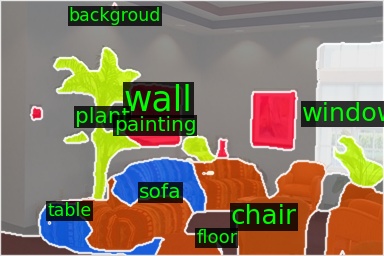 backgroud
wall
plant
painting
window
sofa
table
chair
floor